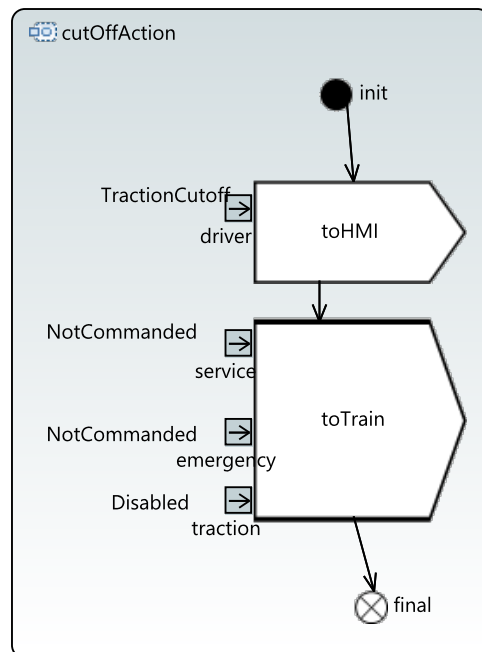 cutOffAction
init
TractionCutoff
driver
toHMI
NotCommanded
service
toTrain
NotCommanded
emergency
Disabled
traction
final